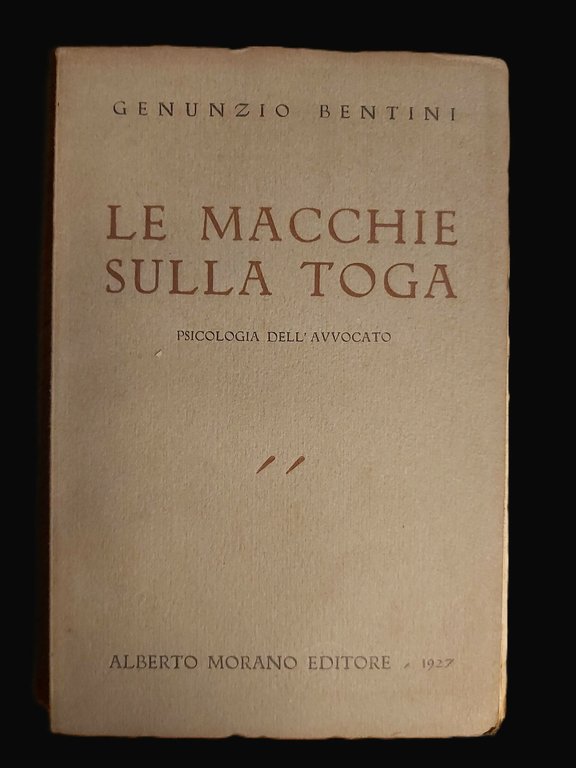 GENUNZIO BENTINI
LE MACCHIE
SULLA TOGA
PSICOLOGIA DELL'AVVOCATO
ALBERTO MORANO EDITORE , 1927